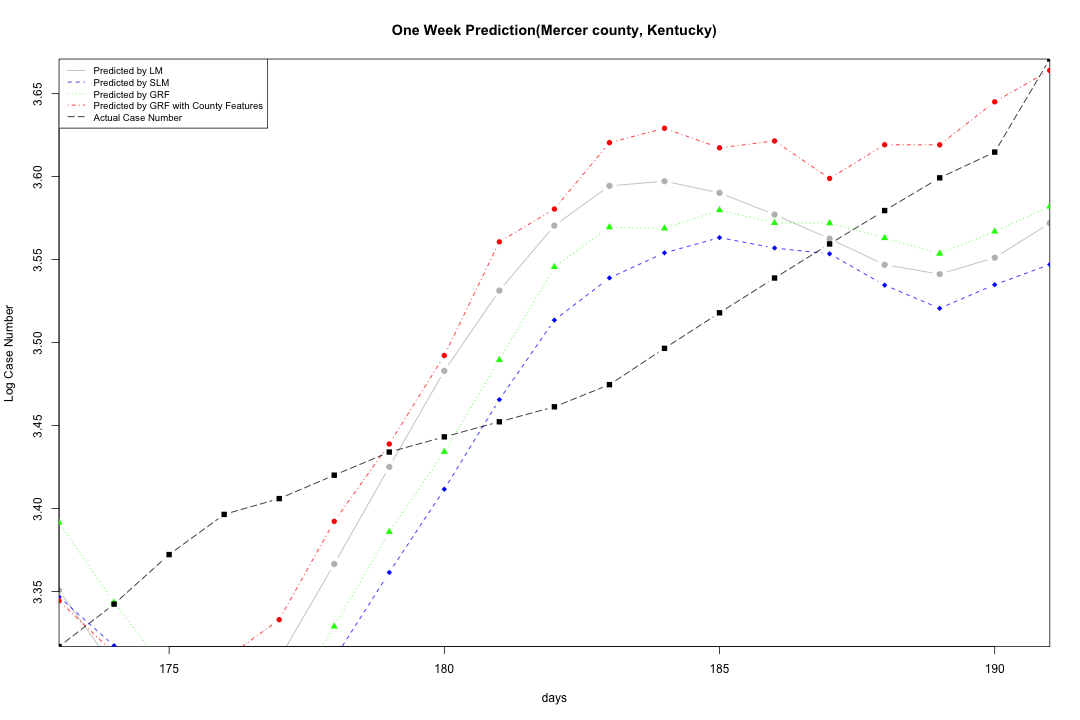 One Week Prediction(Mercer county, Kentucky)
Predicted by LM
Predicted by SLM
Predicted by GRF
Predicted by GRF with County Features
Actual Case Number
3.65
3.60
3.55
3.50
3.45
3.40
3.35
Log Case Number
175
180
185
190
days